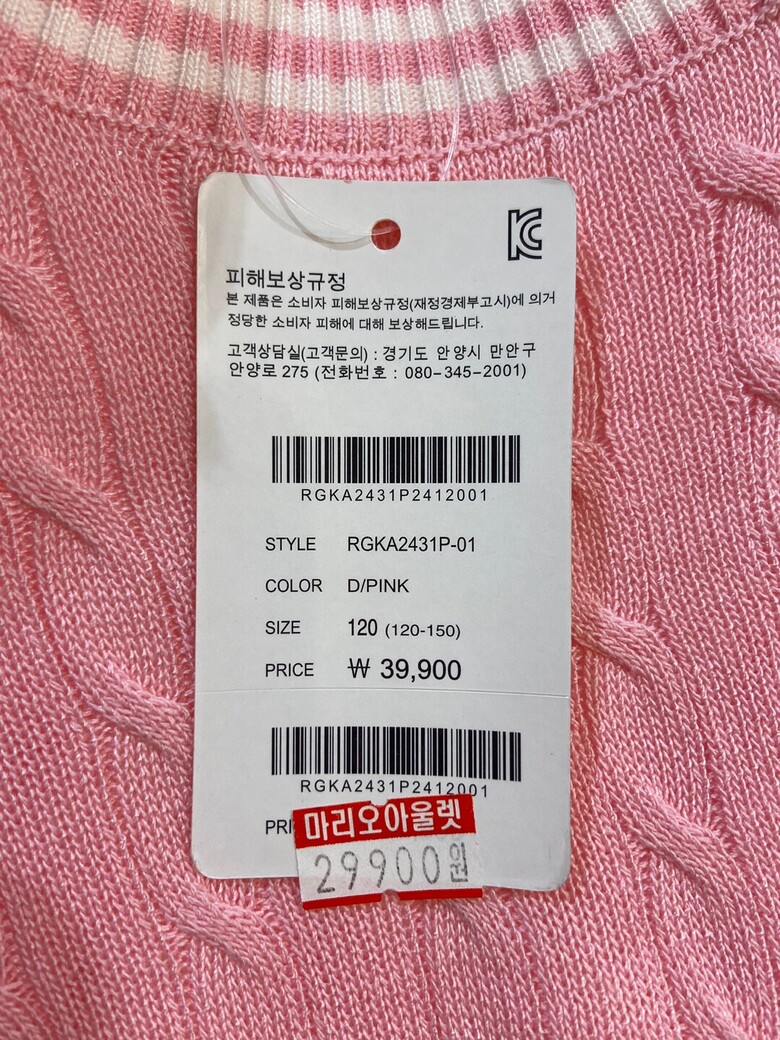 KC
피해보상규정
본 제품은 소비자 피해보상규정(재정경제부고시)에 의거
정당한 소비자 피해에 대해 보상해드립니다.
고객상담실(고객문의) : 경기도 안양시 만안구
안양로 275 (전화번호 : 080-345-2001)
RGKA2431P2412001
STYLE RGKA2431P-01
COLOR D/PINK
SIZE 120 (120-150)
PRICE ₩ 39,900
RGKA2431P2412001
마리오아울렛
29900원